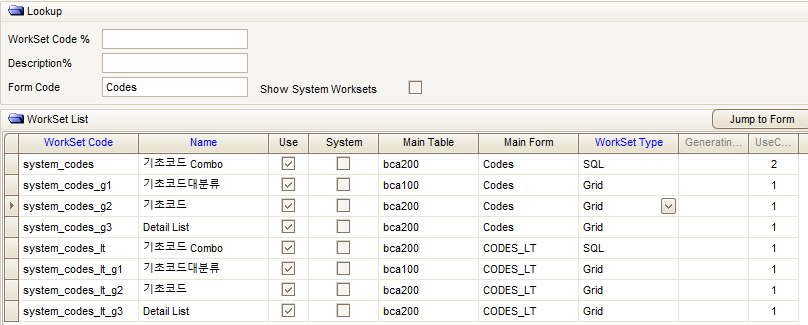 Lookup
WorkSet Code %
Description%
Form Code Codes Show System Worksets
WorkSet List Jump to Form
WorkSet Code Name Use System Main Table Main Form WorkSet Type Generatin... UseC...
system_codes 기초코드 Combo bca200 Codes SQL 2
system_codes_g1 기초코드대분류 bca100 Codes Grid 1
system_codes_g2 기초코드 bca200 Codes Grid 1
system_codes_g3 Detail List bca200 Codes Grid 1
system_codes_lt 기초코드 Combo bca200 CODES_LT SQL 1
system_codes_lt_g1 기초코드대분류 bca100 CODES_LT Grid 1
system_codes_lt_g2 기초코드 bca200 CODES_LT Grid 1
system_codes_lt_g3 Detail List bca200 CODES_LT Grid 1